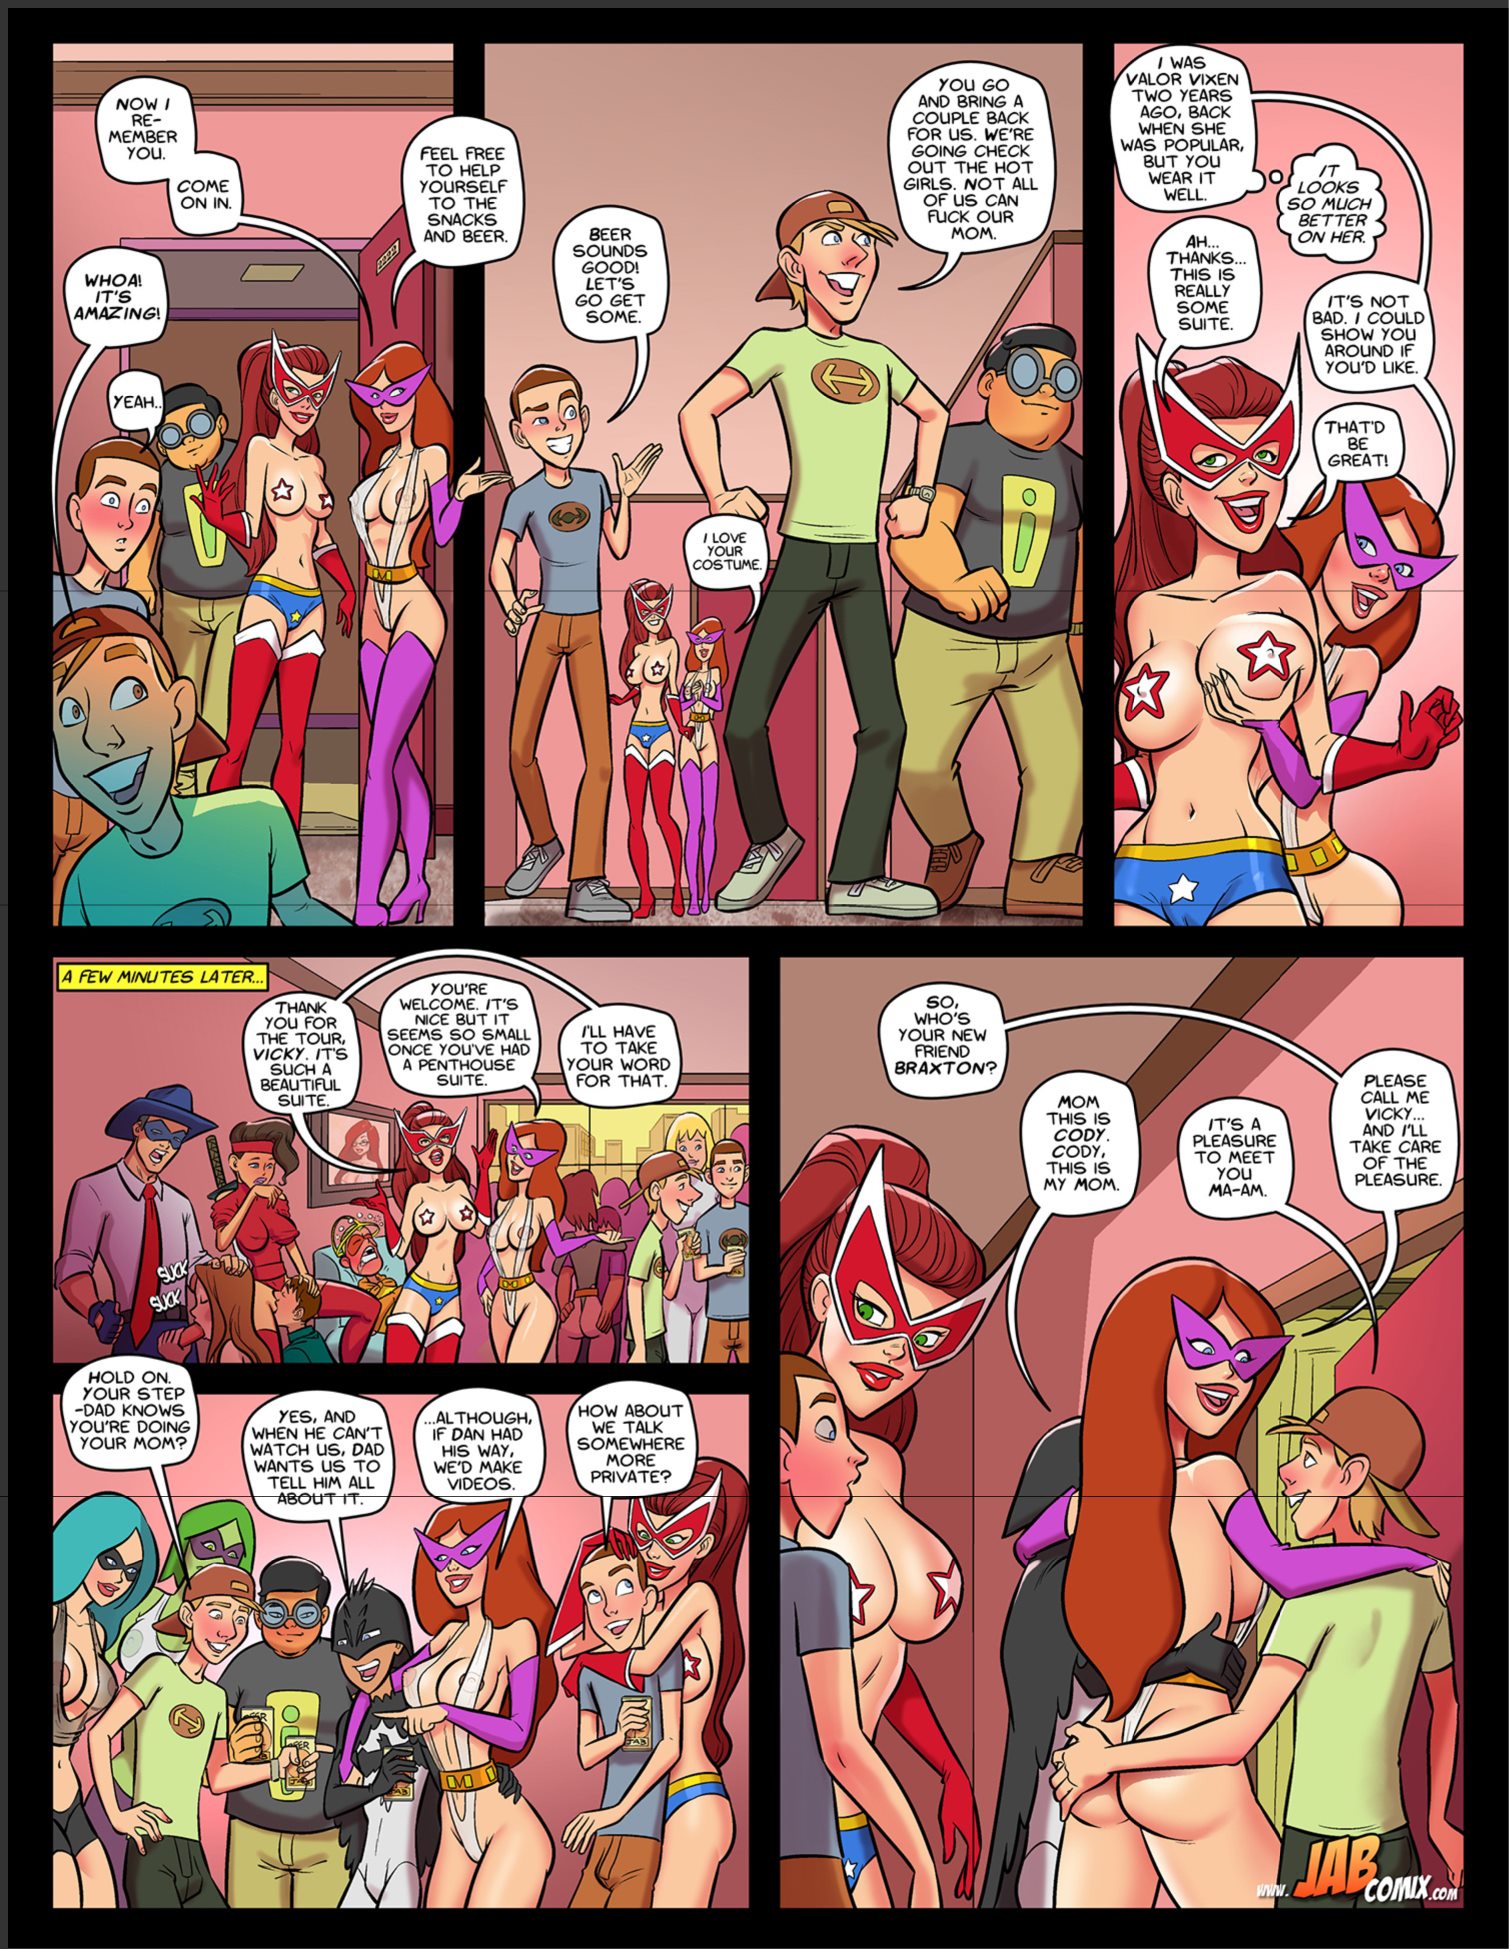 NOW I
RE-
MEMBER
YOU.
COME
ON IN.
FEEL FREE
TO HELP
YOURSELF
TO THE
SNACKS
AND BEER.
WHOA!
IT'S
AMAZING!
YEAH..
BEER
SOUNDS
GOOD!
LET'S
GO GET
SOME.
YOU GO
AND BRING A
COUPLE BACK
FOR US. WE'RE
GOING CHECK
OUT THE HOT
GIRLS. NOT ALL
OF US CAN
FUCK OUR
MOM.
I LOVE
YOUR
COSTUME.
I WAS
VALOR VIXEN
TWO YEARS
AGO, BACK
WHEN SHE
WAS POPULAR,
BUT YOU
WEAR IT
WELL.
IT
LOOKS
SO MUCH
BETTER
ON HER.
AH...
THANKS...
THIS IS
REALLY
SOME
SUITE.
IT'S NOT
BAD. I COULD
SHOW YOU
AROUND IF
YOU'D LIKE.
THAT'D
BE
GREAT!
A FEW MINUTES LATER...
THANK
YOU FOR
THE TOUR,
VICKY. IT'S
SUCH A
BEAUTIFUL
SUITE.
YOU'RE
WELCOME. IT'S
NICE BUT IT
SEEMS SO SMALL
ONCE YOU'VE HAD
A PENTHOUSE
SUITE.
I'LL HAVE
TO TAKE
YOUR WORD
FOR THAT.
SUCK
SUCK
SO,
WHO'S
YOUR NEW
FRIEND
BRAXTON?
MOM
THIS IS
CODY.
CODY,
THIS IS
MY MOM.
IT'S A
PLEASURE
TO MEET
YOU
MA-AM.
PLEASE
CALL ME
VICKY...
AND I'LL
TAKE CARE
OF THE
PLEASURE.
HOLD ON.
YOUR STEP
-DAD KNOWS
YOU'RE DOING
YOUR MOM?
YES, AND
WHEN HE CAN'T
WATCH US, DAD
WANTS US TO
TELL HIM ALL
ABOUT IT.
...ALTHOUGH,
IF DAN HAD
HIS WAY,
WE'D MAKE
VIDEOS.
HOW ABOUT
WE TALK
SOMEWHERE
MORE
PRIVATE?
WWW.JABCOMIX.COM